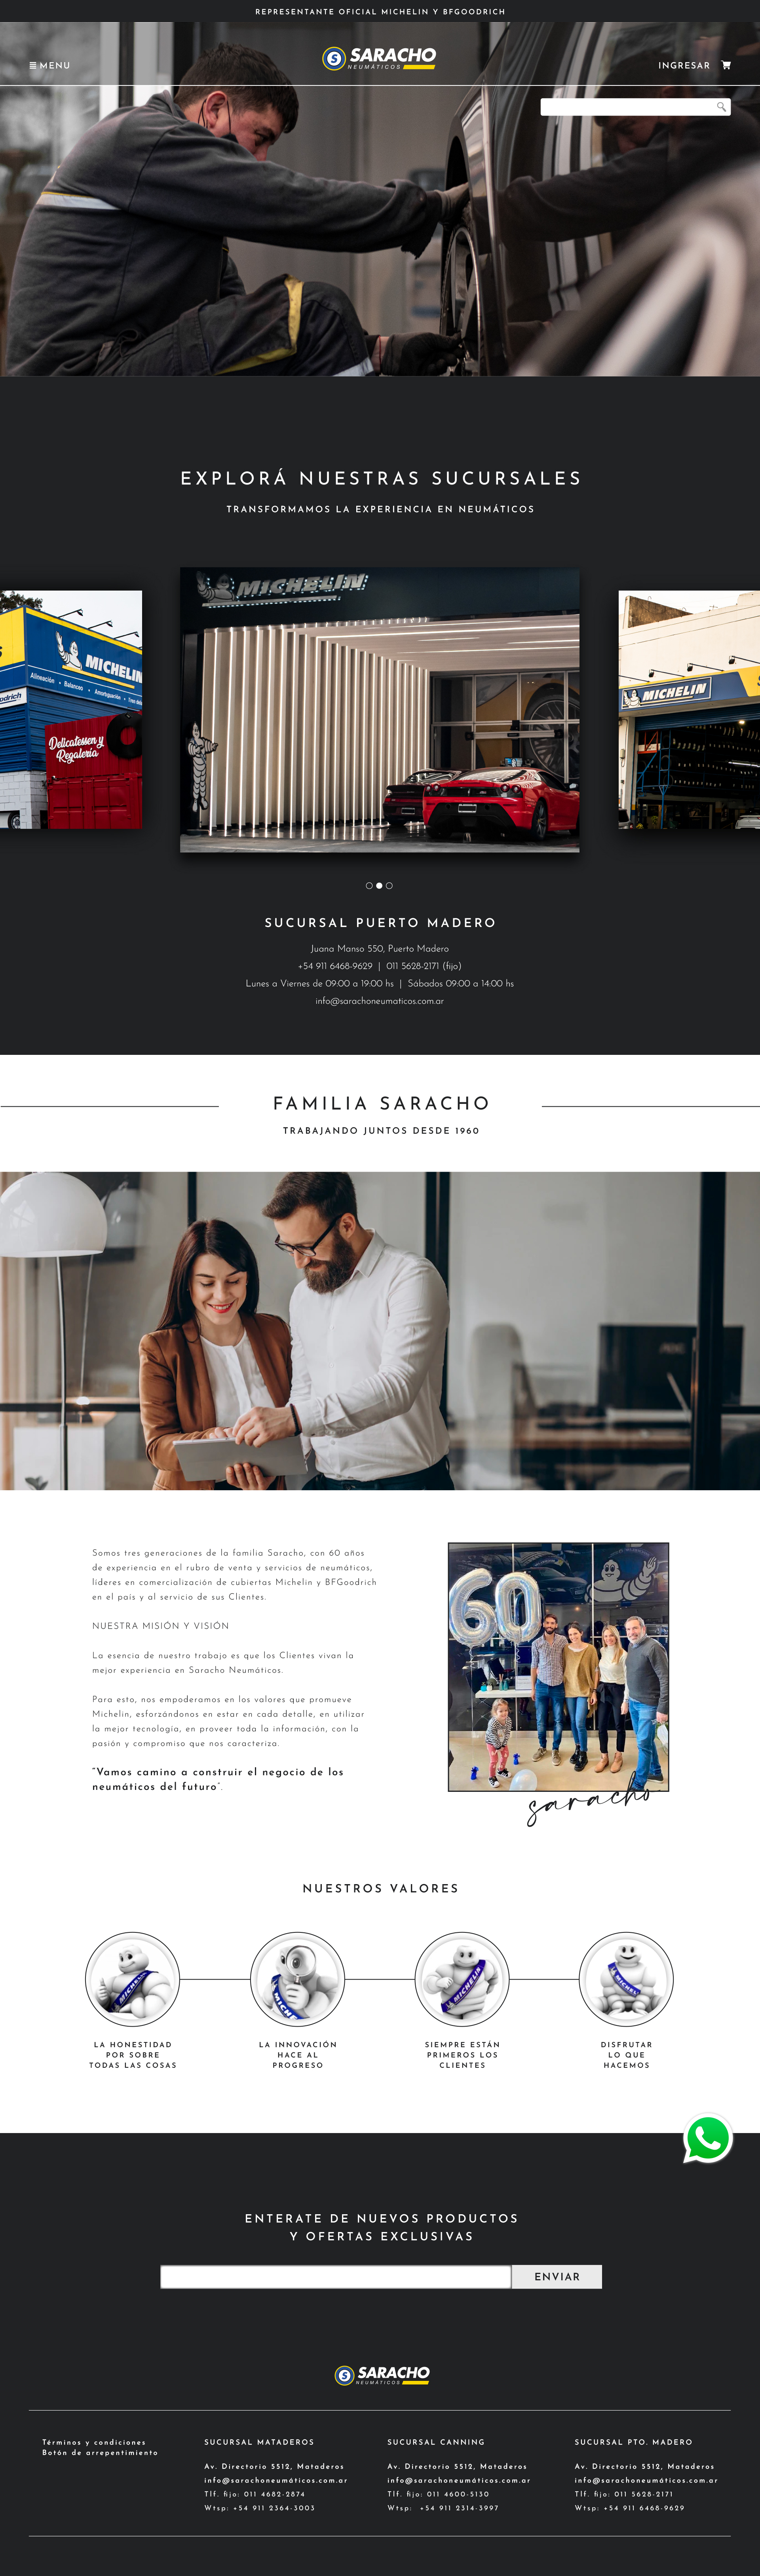 REPRESENTANTE OFICIAL MICHELIN Y BFGOODRICH
MENU
SARACHO
NEUMÁTICOS
INGRESAR
EXPLORÁ NUESTRAS SUCURSALES
TRANSFORMAMOS LA EXPERIENCIA EN NEUMÁTICOS
MICHELIN
Alineación • Balanceo • Amortiguación
Delicatessen y
Regalería
MICHELIN
MICHELIN
SUCURSAL PUERTO MADERO
Juana Manso 550, Puerto Madero
+54 911 6468-9629 | 011 5628-2171 (fijo)
Lunes a Viernes de 09:00 a 19:00 hs | Sábados 09:00 a 14:00 hs
info@sarachoneumaticos.com.ar
FAMILIA SARACHO
TRABAJANDO JUNTOS DESDE 1960
Somos tres generaciones de la familia Saracho, con 60 años
de experiencia en el rubro de venta y servicios de neumáticos,
líderes en comercialización de cubiertas Michelin y BFGoodrich
en el país y al servicio de sus Clientes.
NUESTRA MISIÓN Y VISIÓN
La esencia de nuestro trabajo es que los Clientes vivan la
mejor experiencia en Saracho Neumáticos.
Para esto, nos empoderamos en los valores que promueve
Michelin, esforzándonos en estar en cada detalle, en utilizar
la mejor tecnología, en proveer toda la información, con la
pasión y compromiso que nos caracteriza.
"Vamos camino a construir el negocio de los
neumáticos del futuro".
60
saracho
NUESTROS VALORES
MICHELIN
MICHELIN
MICHELIN
MICHELIN
LA HONESTIDAD
POR SOBRE
TODAS LAS COSAS
LA INNOVACIÓN
HACE AL
PROGRESO
SIEMPRE ESTÁN
PRIMEROS LOS
CLIENTES
DISFRUTAR
LO QUE
HACEMOS
ENTERATE DE NUEVOS PRODUCTOS
Y OFERTAS EXCLUSIVAS
ENVIAR
SARACHO
NEUMÁTICOS
Términos y condiciones
Botón de arrepentimiento
SUCURSAL MATADEROS
Av. Directorio 5512, Mataderos
info@sarachoneumáticos.com.ar
Tlf. fijo: 011 4682-2874
Wtsp: +54 911 2364-3003
SUCURSAL CANNING
Av. Directorio 5512, Mataderos
info@sarachoneumáticos.com.ar
Tlf. fijo: 011 4600-5130
Wtsp: +54 911 2314-3997
SUCURSAL PTO. MADERO
Av. Directorio 5512, Mataderos
info@sarachoneumáticos.com.ar
Tlf. fijo: 011 5628-2171
Wtsp: +54 911 6468-9629